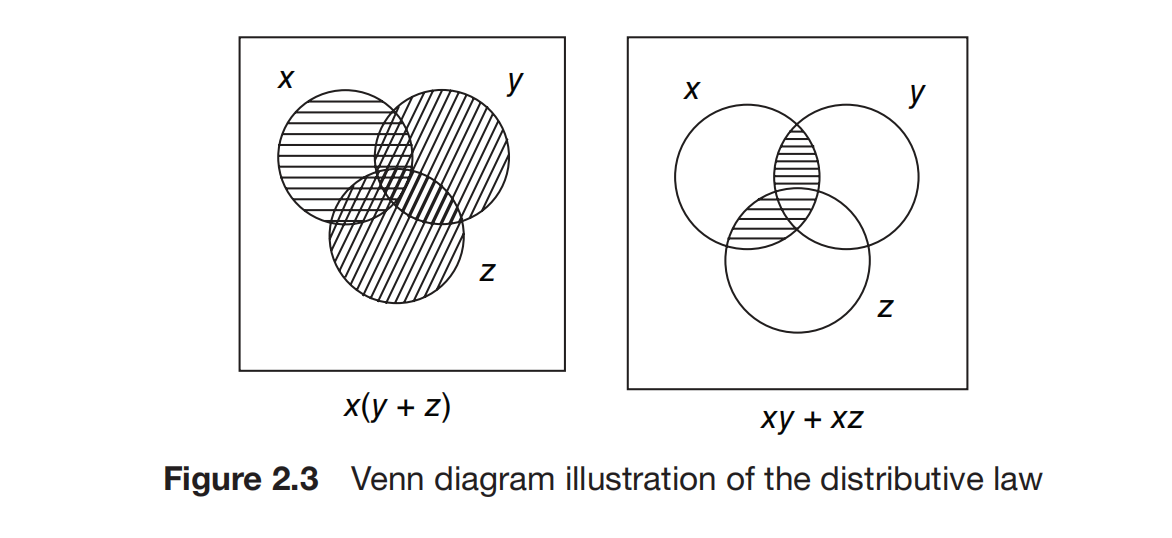 x
y
z
x(y + z)
x
y
z
xy + xz
Figure 2.3 Venn diagram illustration of the distributive law